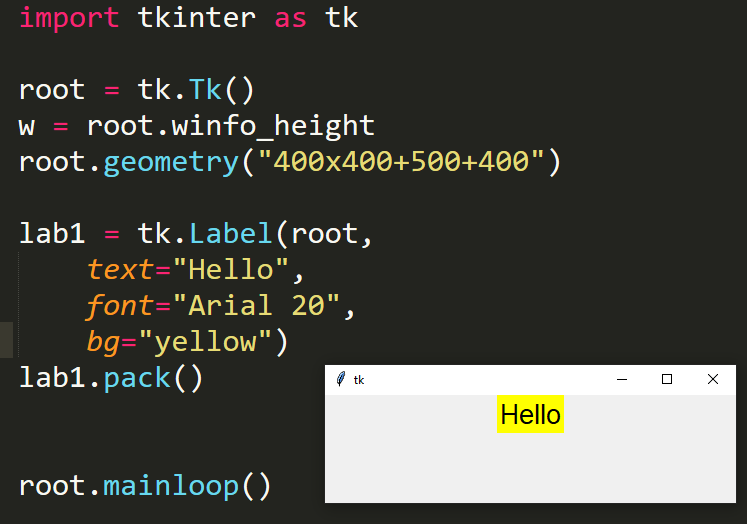 import tkinter as tk
root = tk.Tk()
w = root.winfo_height
root.geometry("400x400+500+400")
lab1 = tk.Label(root,
    text="Hello",
    font="Arial 20",
    bg="yellow")
lab1.pack()
tk
Hello
root.mainloop()